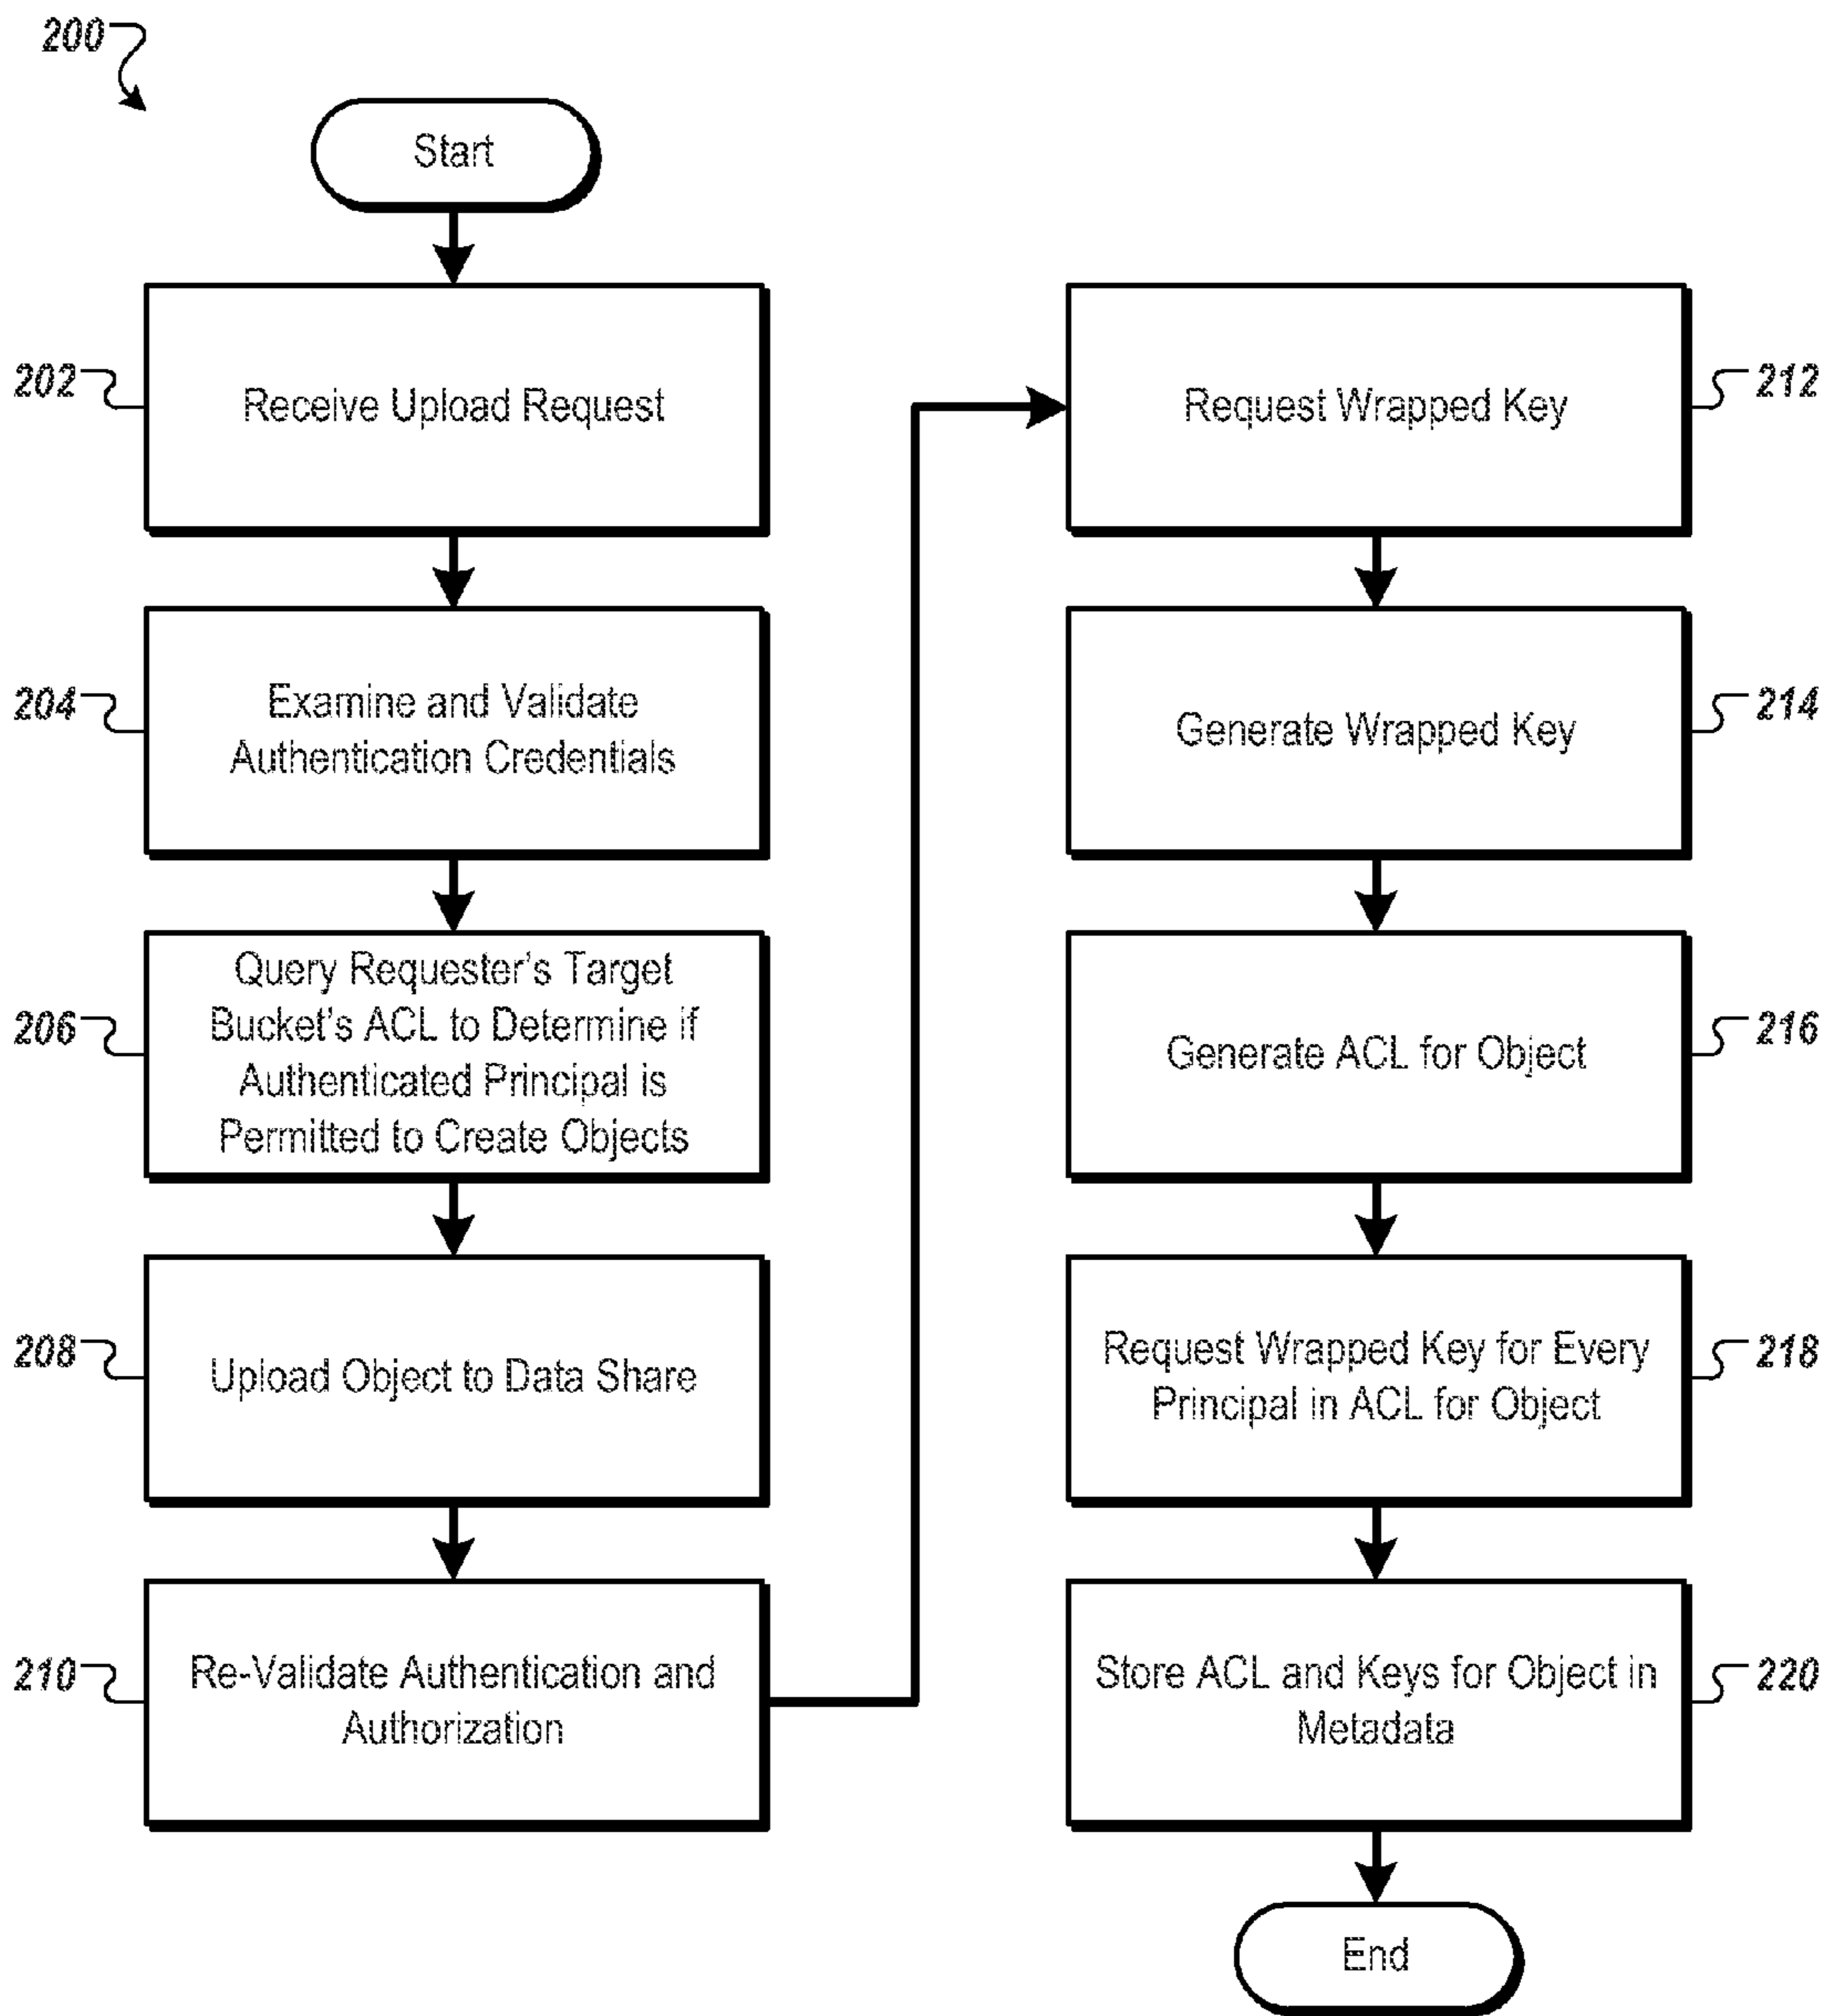 200
Start
202
Receive Upload Request
204
Examine and Validate
Authentication Credentials
206
Query Requester's Target
Bucket's ACL to Determine if
Authenticated Principal is
Permitted to Create Objects
208
Upload Object to Data Share
210
Re-Validate Authentication and
Authorization
Request Wrapped Key
212
Generate Wrapped Key
214
Generate ACL for Object
216
Request Wrapped Key for Every
Principal in ACL for Object
218
Store ACL and Keys for Object in
Metadata
220
End